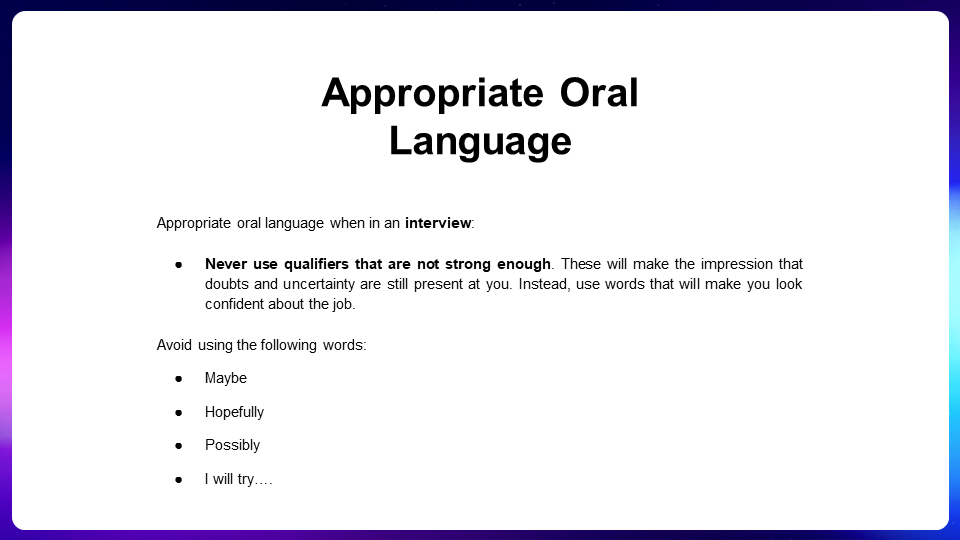 Appropriate Oral
Language
Appropriate oral language when in an interview:
● Never use qualifiers that are not strong enough. These will make the impression that
doubts and uncertainty are still present at you. Instead, use words that will make you look
confident about the job.
Avoid using the following words:
● Maybe
● Hopefully
● Possibly
● I will try….